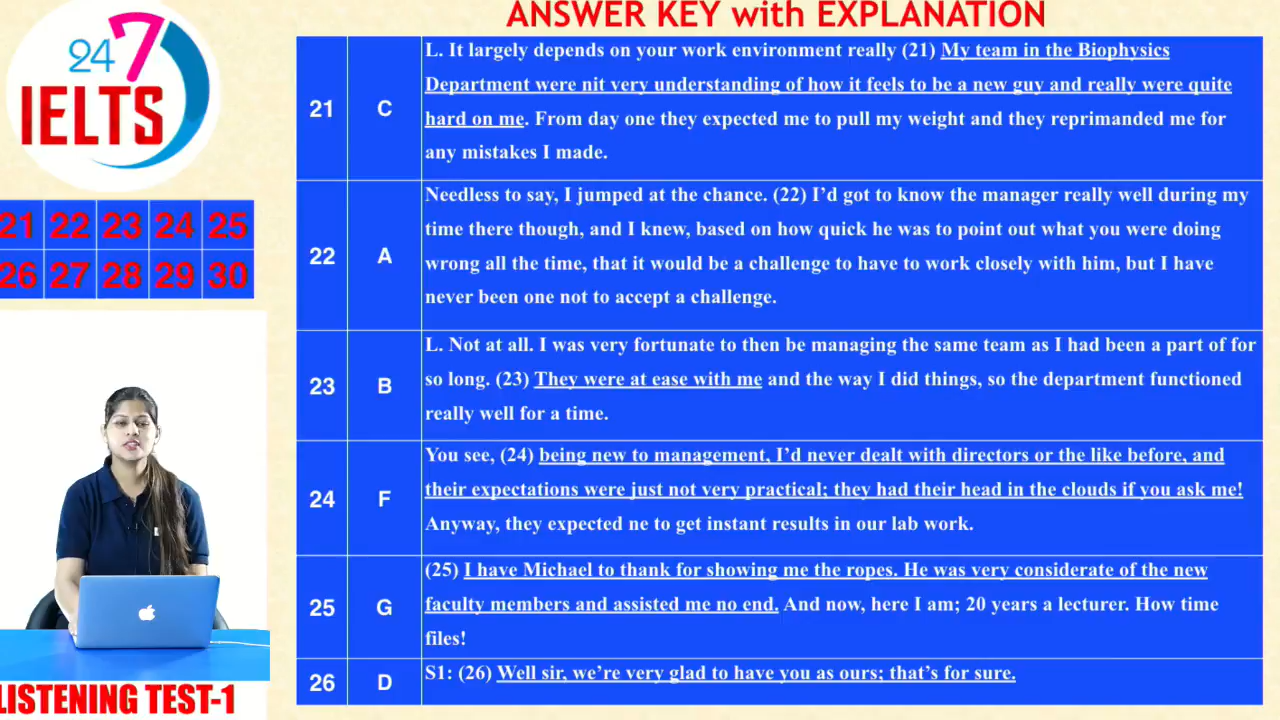 ANSWER KEY with EXPLANATION
24 7
IELTS
21 22 23 24 25
26 27 28 29 30
LISTENING TEST-1
21
C
L. It largely depends on your work environment really (21) My team in the Biophysics
Department were nit very understanding of how it feels to be a new guy and really were quite
hard on me. From day one they expected me to pull my weight and they reprimanded me for
any mistakes I made.
22
A
Needless to say, I jumped at the chance. (22) I’d got to know the manager really well during my
time there though, and I knew, based on how quick he was to point out what you were doing
wrong all the time, that it would be a challenge to have to work closely with him, but I have
never been one not to accept a challenge.
23
B
L. Not at all. I was very fortunate to then be managing the same team as I had been a part of for
so long. (23) They were at ease with me and the way I did things, so the department functioned
really well for a time.
24
F
You see, (24) being new to management, I’d never dealt with directors or the like before, and
their expectations were just not very practical; they had their head in the clouds if you ask me!
Anyway, they expected ne to get instant results in our lab work.
25
G
(25) I have Michael to thank for showing me the ropes. He was very considerate of the new
faculty members and assisted me no end. And now, here I am; 20 years a lecturer. How time
files!
26
D
S1: (26) Well sir, we’re very glad to have you as ours; that’s for sure.